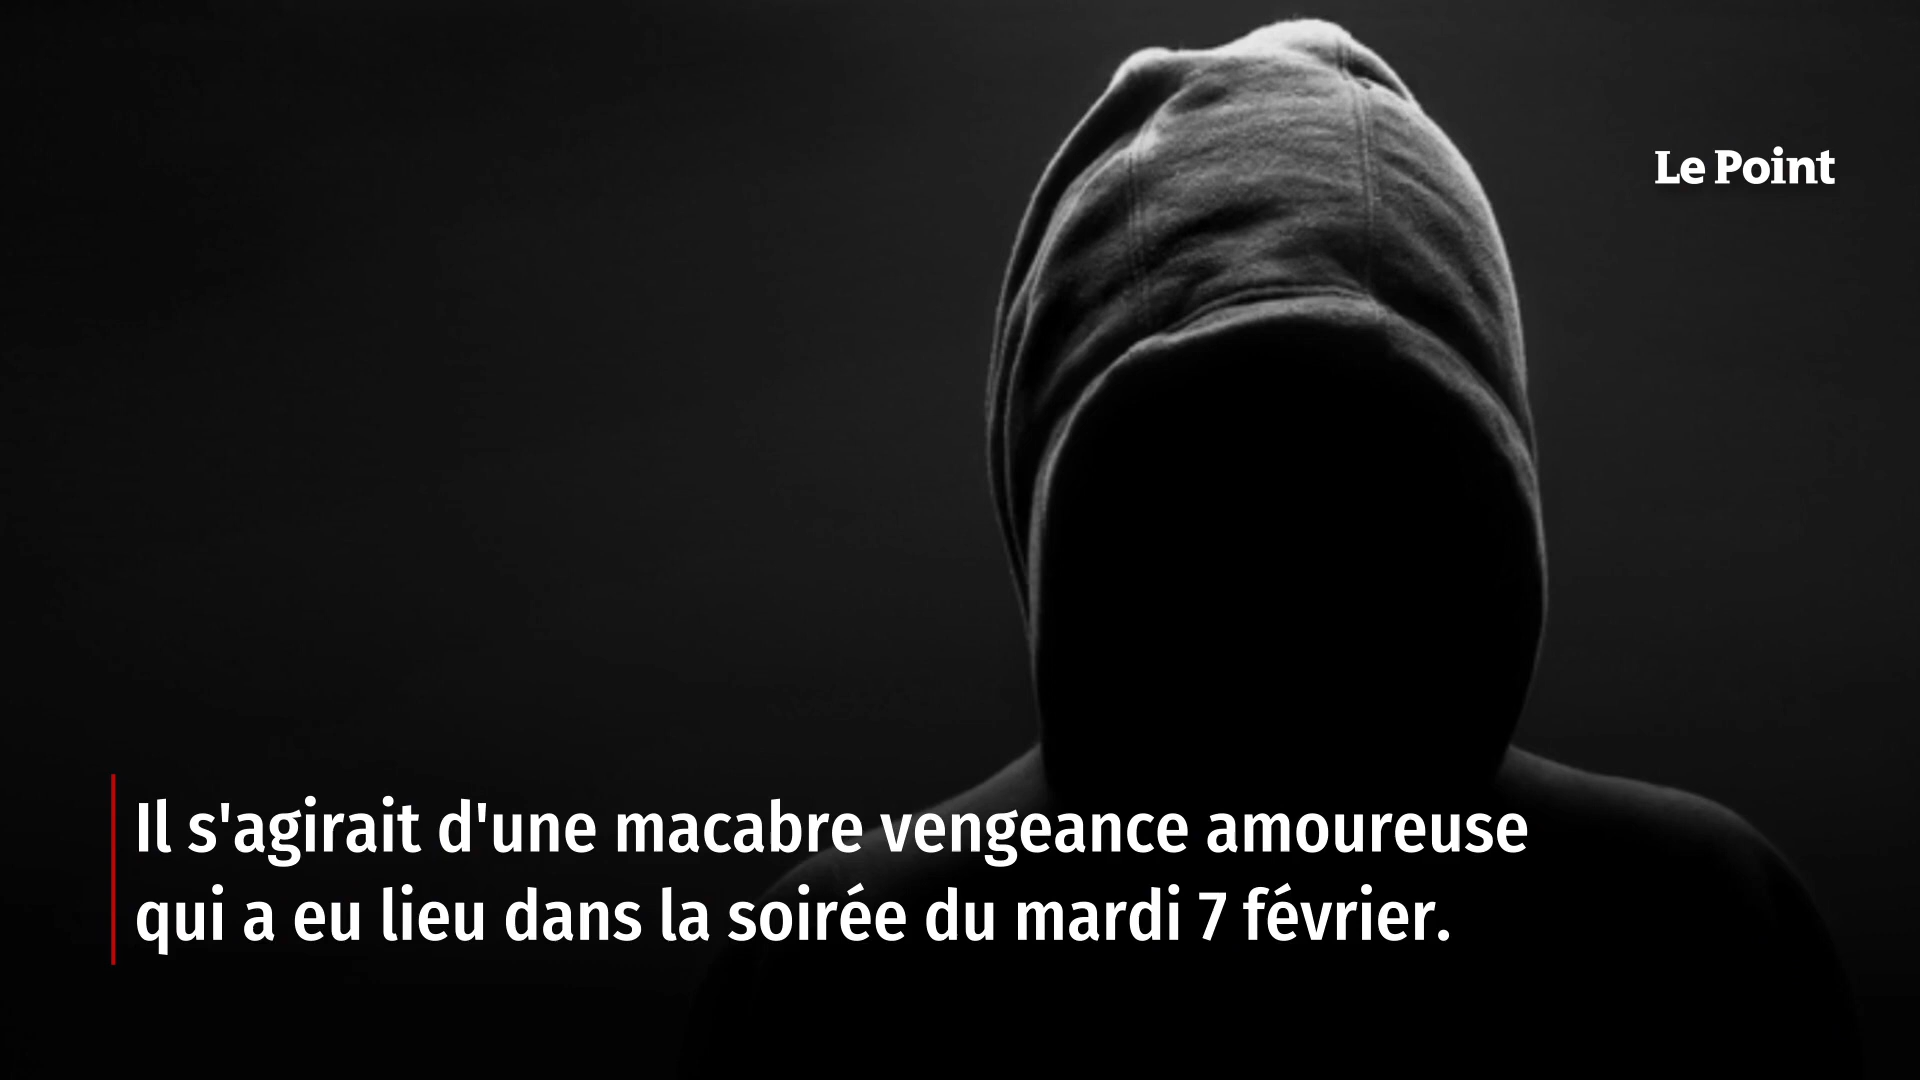 Le Point
Il s'agirait d'une macabre vengeance amoureuse
qui a eu lieu dans la soirée du mardi 7 février.